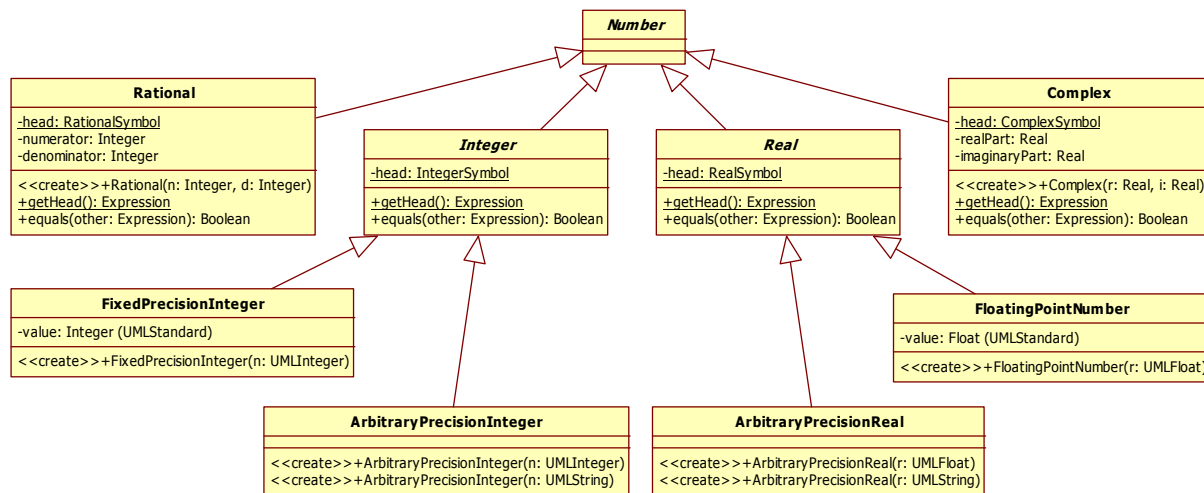 Number
Rational
-head: RationalSymbol
-numerator: Integer
-denominator: Integer
<<create>>+Rational(n: Integer, d: Integer)
+getHead(): Expression
+equals(other: Expression): Boolean
Integer
-head: IntegerSymbol
+getHead(): Expression
+equals(other: Expression): Boolean
Real
-head: RealSymbol
+getHead(): Expression
+equals(other: Expression): Boolean
Complex
-head: ComplexSymbol
-realPart: Real
-imaginaryPart: Real
<<create>>+Complex(r: Real, i: Real)
+getHead(): Expression
+equals(other: Expression): Boolean
FixedPrecisionInteger
-value: Integer (UMLStandard)
<<create>>+FixedPrecisionInteger(n: UMLInteger)
FloatingPointNumber
-value: Float (UMLStandard)
<<create>>+FloatingPointNumber(r: UMLFloat)
ArbitraryPrecisionInteger
<<create>>+ArbitraryPrecisionInteger(n: UMLInteger)
<<create>>+ArbitraryPrecisionInteger(n: UMLString)
ArbitraryPrecisionReal
<<create>>+ArbitraryPrecisionReal(r: UMLFloat)
<<create>>+ArbitraryPrecisionReal(r: UMLString)